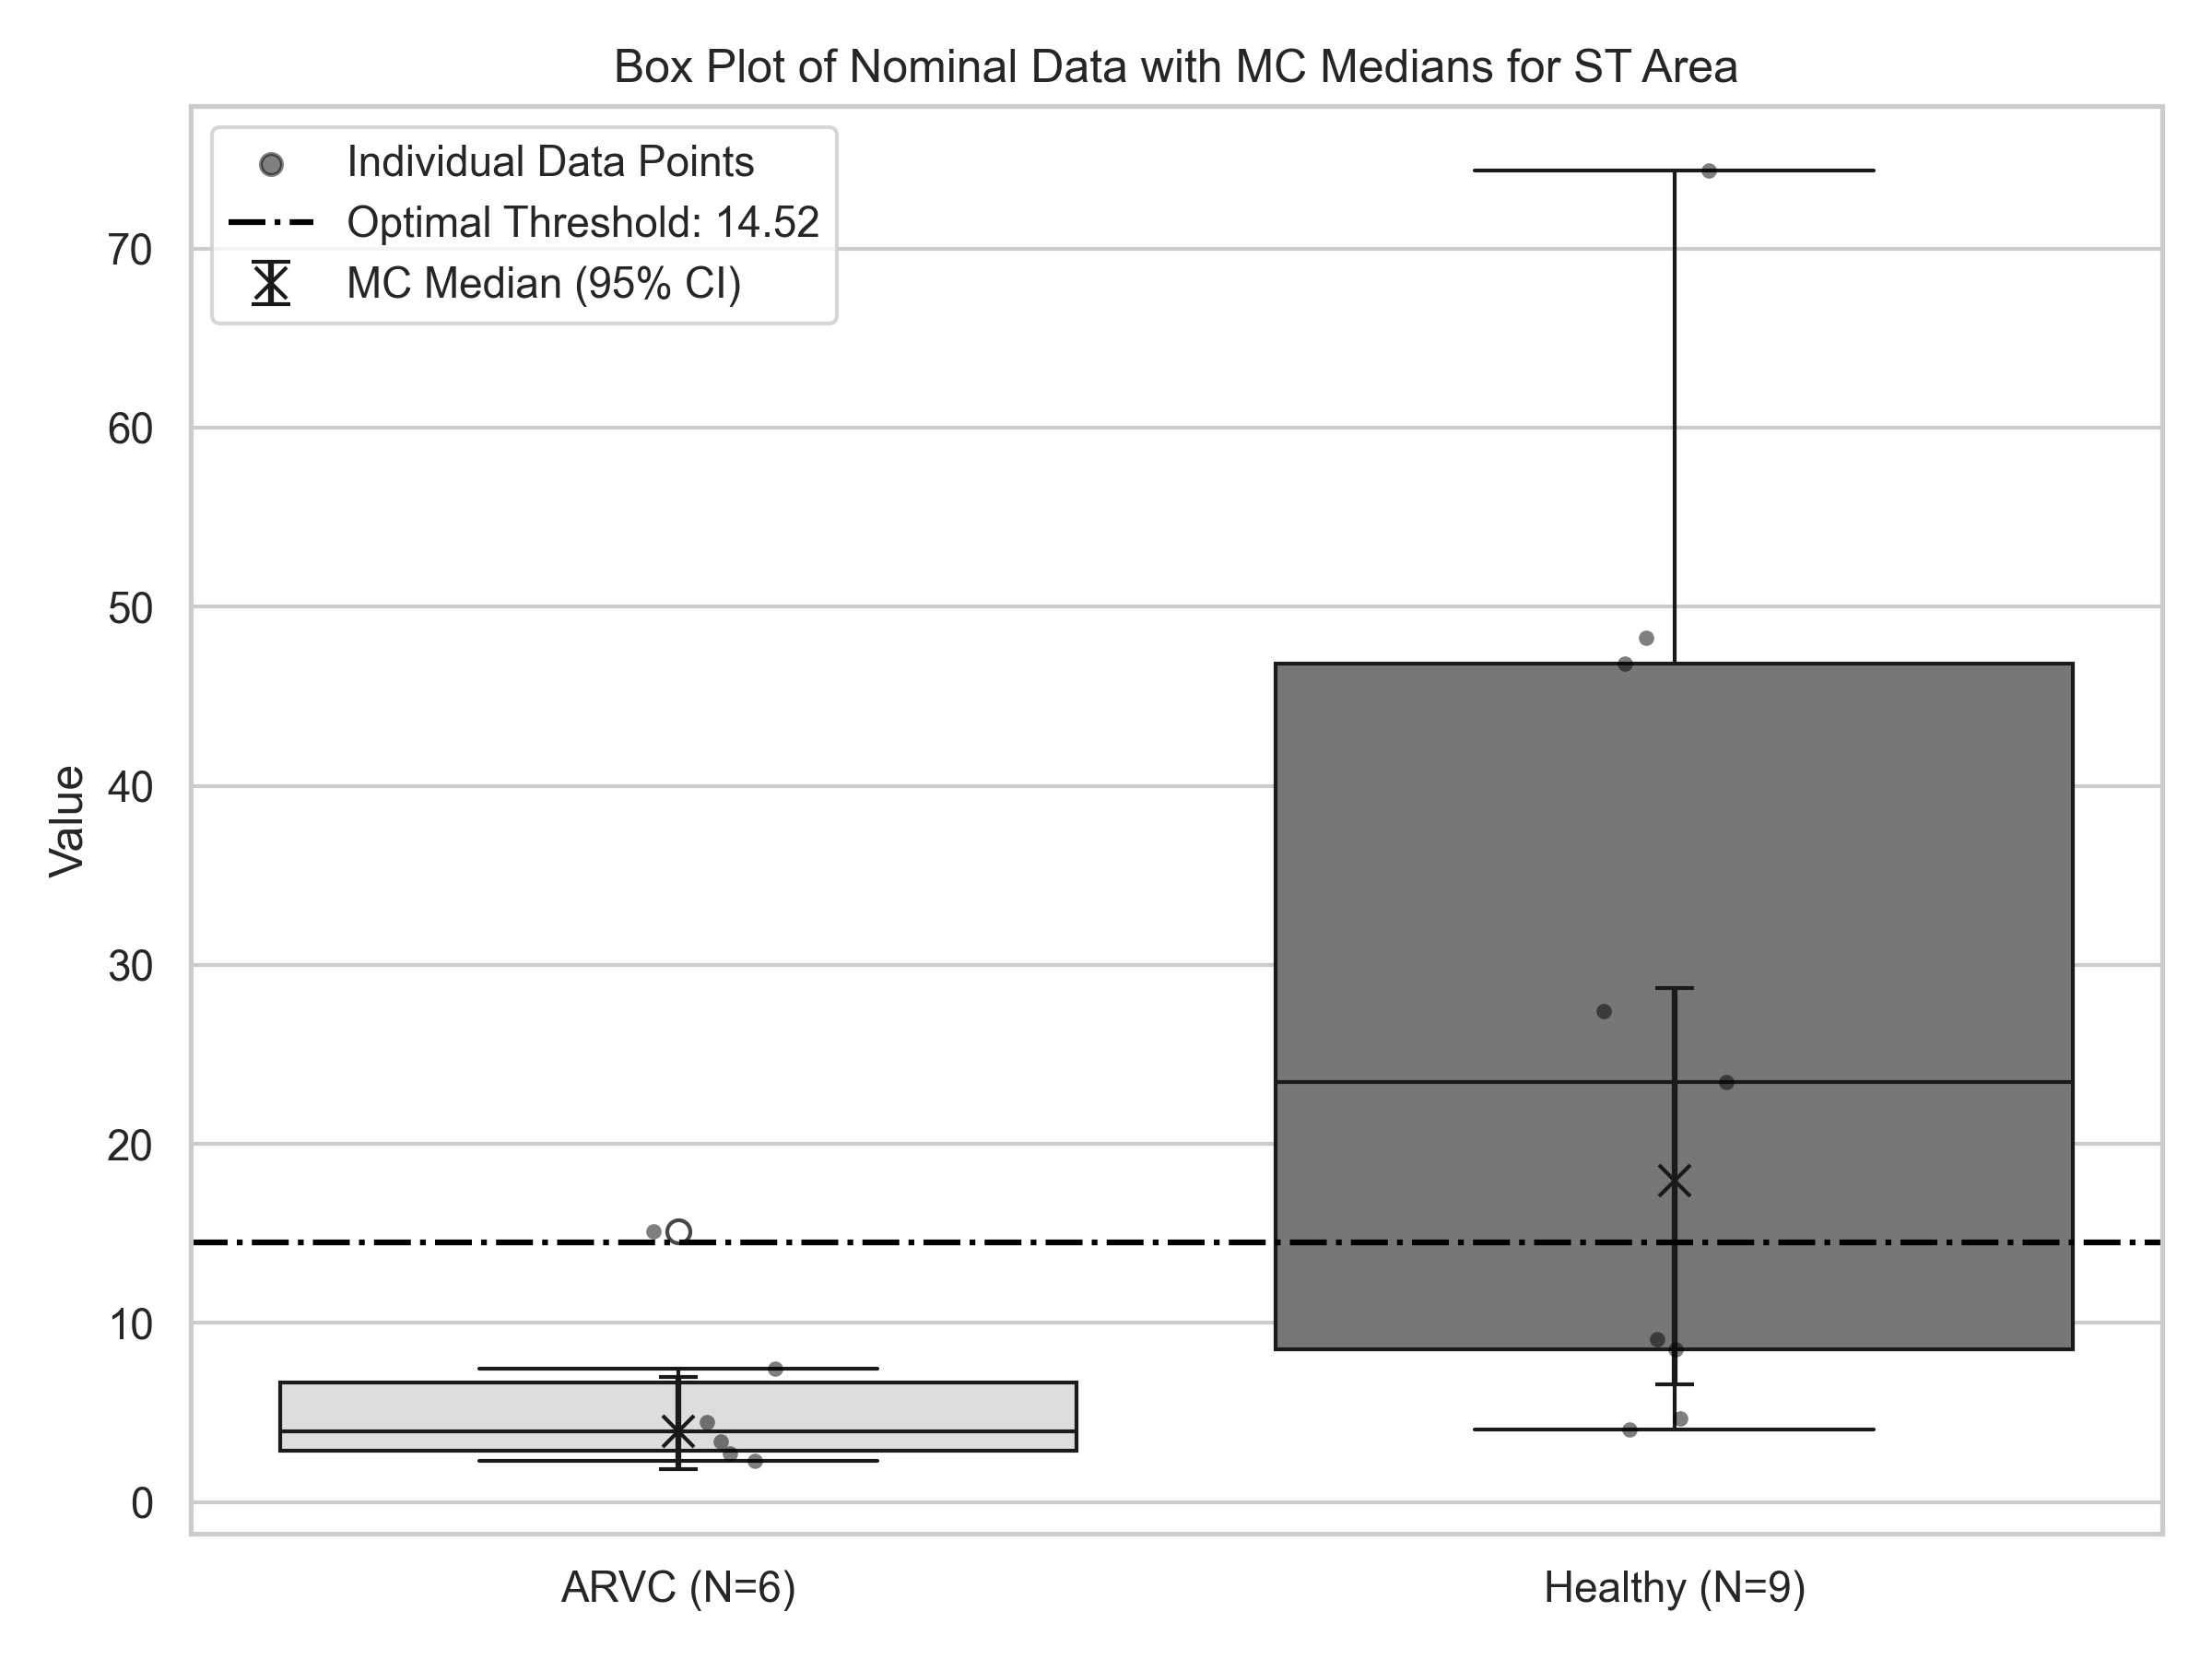 Box Plot of Nominal Data with MC Medians for ST Area
Individual Data Points
Optimal Threshold: 14.52
MC Median (95% CI)
70
60
50
40
30
20
10
0
Value
ARVC (N=6)
Healthy (N=9)